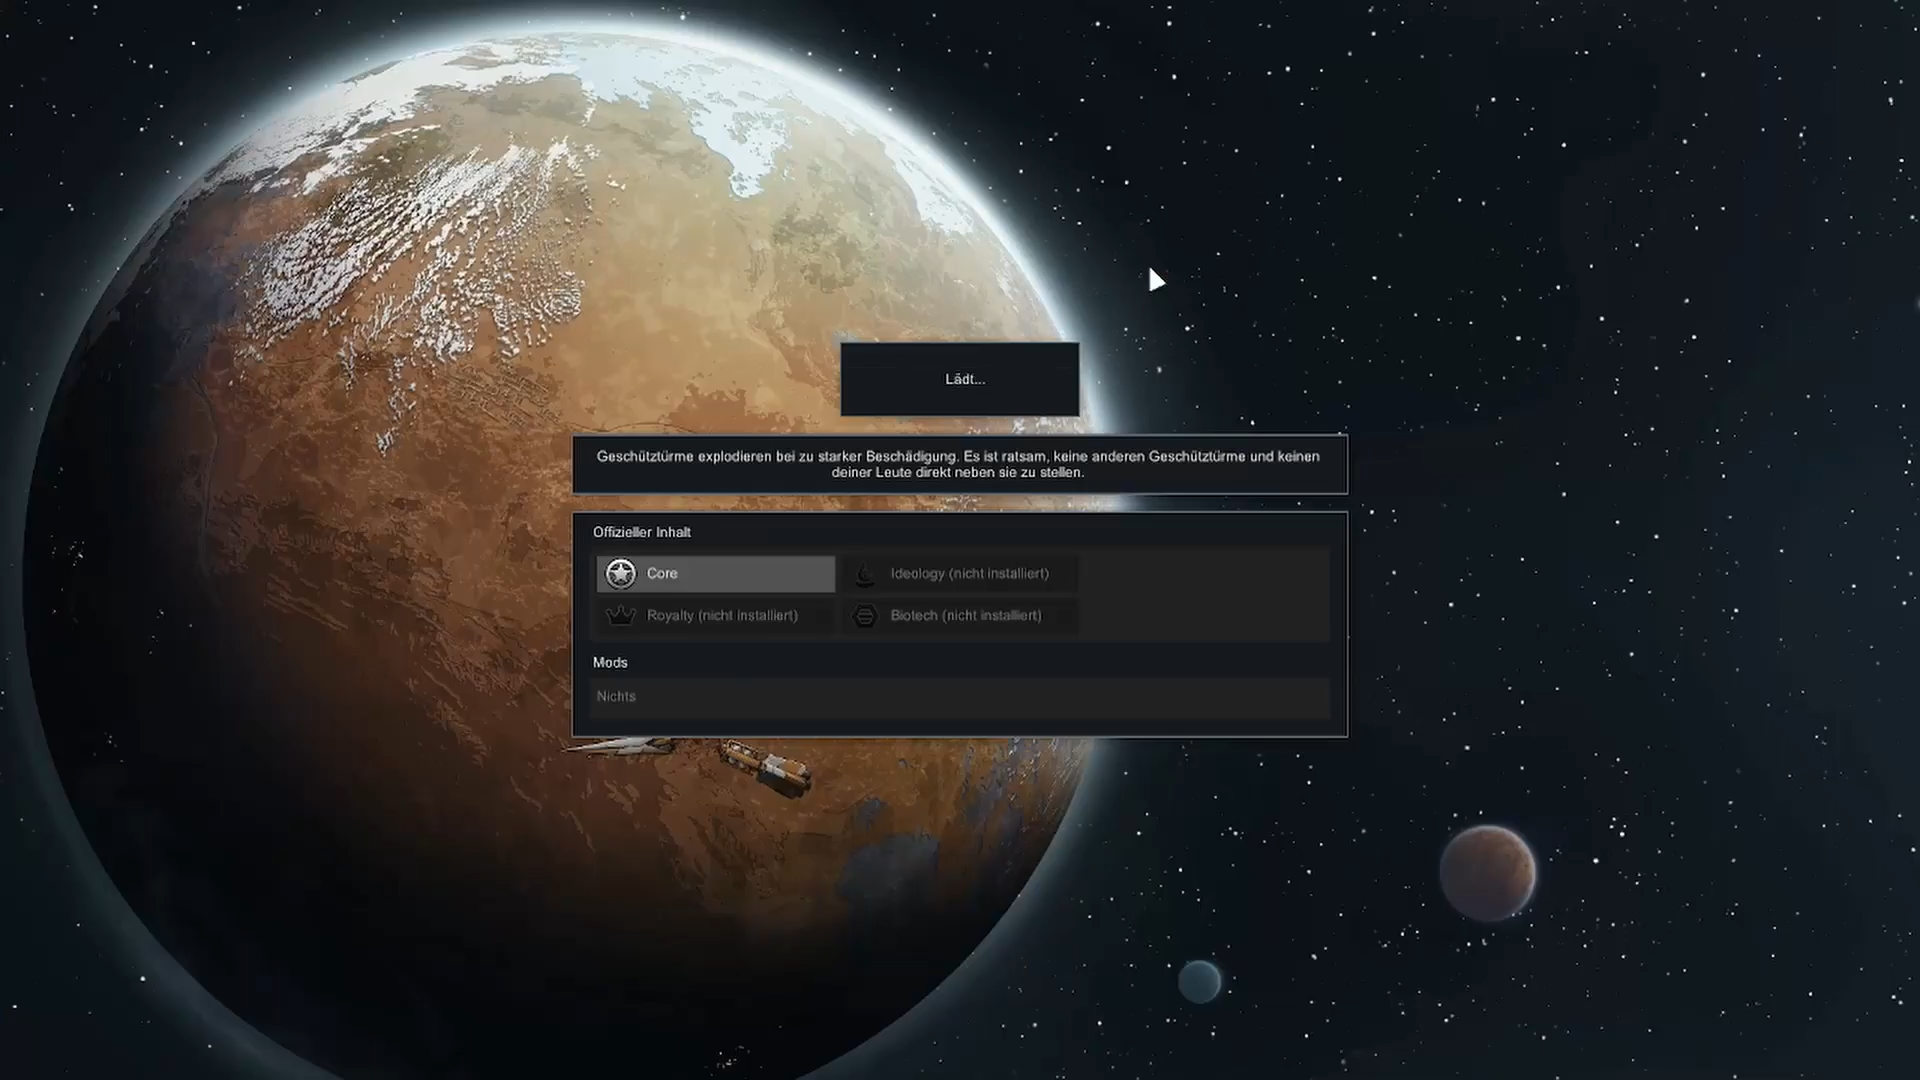 Lädt...
Geschütztürme explodieren bei zu starker Beschädigung. Es ist ratsam, keine anderen Geschütztürme und keinen
deiner Leute direkt neben sie zu stellen.
Offizieller Inhalt
Core
Ideology (nicht installiert)
Royalty (nicht installiert)
Biotech (nicht installiert)
Mods
Nichts